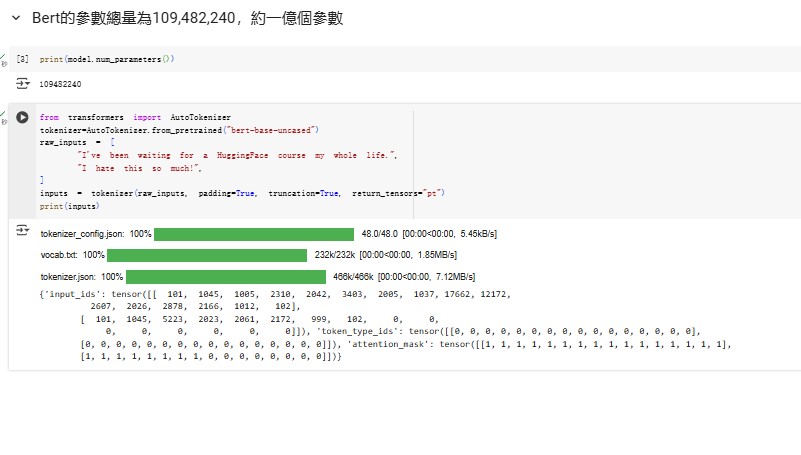 Bert的參數總量為109,482,240，約一億個參數
[3] print(model.num_parameters())
秒
109482240
from transformers import AutoTokenizer
秒
tokenizer=AutoTokenizer.from_pretrained("bert-base-uncased")
raw_inputs = [
"I've been waiting for a HuggingFace course my whole life.",
"I hate this so much!",
]
inputs = tokenizer(raw_inputs, padding=True, truncation=True, return_tensors="pt")
print(inputs)
tokenizer_config.json: 100% 48.0/48.0 [00:00<00:00, 5.45kB/s]
vocab.txt: 100% 232k/232k [00:00<00:00, 1.85MB/s]
tokenizer.json: 100% 466k/466k [00:00<00:00, 7.12MB/s]
{'input_ids': tensor([[ 101, 1045, 1005, 2310, 2042, 3403, 2005, 1037, 17662, 12172,
2607, 2026, 2878, 2166, 1012, 102],
[ 101, 1045, 5223, 2023, 2061, 2172, 999, 102, 0, 0,
0, 0, 0, 0, 0, 0]]), 'token_type_ids': tensor([[0, 0, 0, 0, 0, 0, 0, 0, 0, 0, 0, 0, 0, 0, 0, 0],
[0, 0, 0, 0, 0, 0, 0, 0, 0, 0, 0, 0, 0, 0, 0, 0]]), 'attention_mask': tensor([[1, 1, 1, 1, 1, 1, 1, 1, 1, 1, 1, 1, 1, 1, 1, 1],
[1, 1, 1, 1, 1, 1, 1, 1, 0, 0, 0, 0, 0, 0, 0, 0]])}